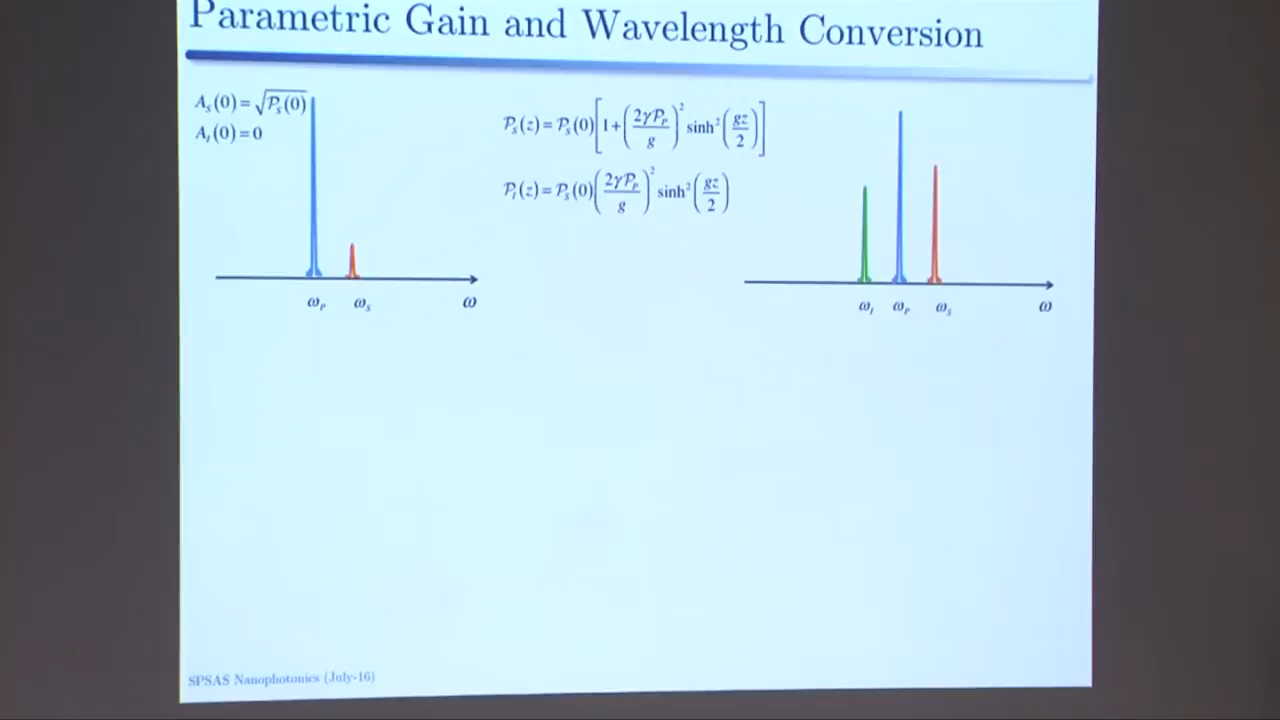 Parametric Gain and Wavelength Conversion
A_s(0) = √P_s(0)
A_i(0) = 0
P_s(z) = P_s(0)[1 + (2γP_P / g)² sinh²(gz / 2)]
P_i(z) = P_s(0)(2γP_P / g)² sinh²(gz / 2)
ω_P ω_S ω
ω_I ω_P ω_S ω
SPSAS Nanophotonics (July-16)